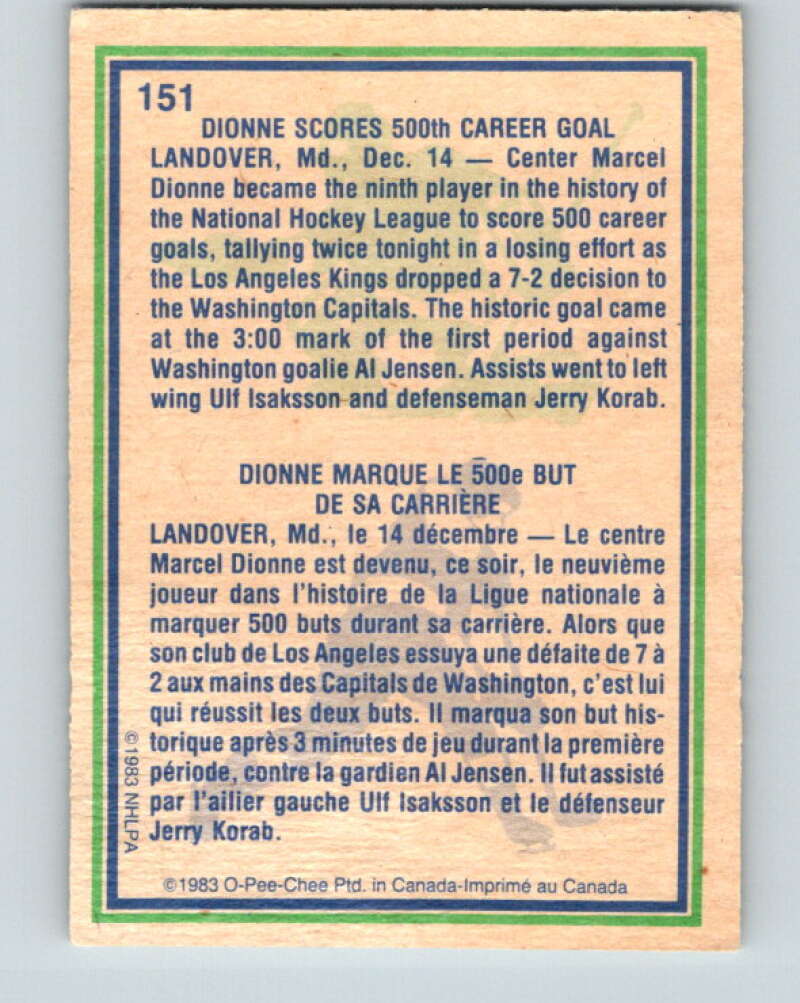 151
DIONNE SCORES 500th CAREER GOAL
LANDOVER, Md., Dec. 14 — Center Marcel
Dionne became the ninth player in the history of
the National Hockey League to score 500 career
goals, tallying twice tonight in a losing effort as
the Los Angeles Kings dropped a 7-2 decision to
the Washington Capitals. The historic goal came
at the 3:00 mark of the first period against
Washington goalie Al Jensen. Assists went to left
wing Ulf Isaksson and defenseman Jerry Korab.
DIONNE MARQUE LE 500e BUT
DE SA CARRIÈRE
LANDOVER, Md., le 14 décembre — Le centre
Marcel Dionne est devenu, ce soir, le neuvième
joueur dans l'histoire de la Ligue nationale à
marquer 500 buts durant sa carrière. Alors que
son club de Los Angeles essuya une défaite de 7 à
2 aux mains des Capitals de Washington, c'est lui
qui réussit les deux buts. Il marqua son but his-
torique après 3 minutes de jeu durant la première
période, contre la gardien Al Jensen. Il fut assisté
par l'ailier gauche Ulf Isaksson et le défenseur
Jerry Korab.
©1983 NHLPA
©1983 O-Pee-Chee Ptd. in Canada-Imprimé au Canada